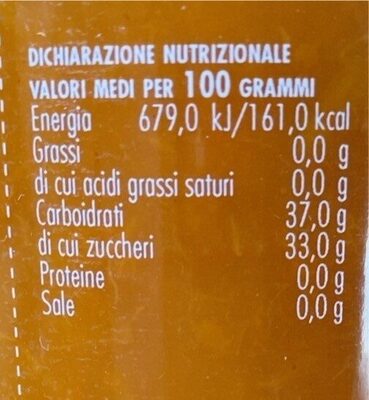 DICHIARAZIONE NUTRIZIONALE
VALORI MEDI PER 100 GRAMMI
Energia 679,0 kJ/161,0 kcal
Grassi 0,0 g
di cui acidi grassi saturi 0,0 g
Carboidrati 37,0 g
di cui zuccheri 33,0 g
Proteine 0,0 g
Sale 0,0 g